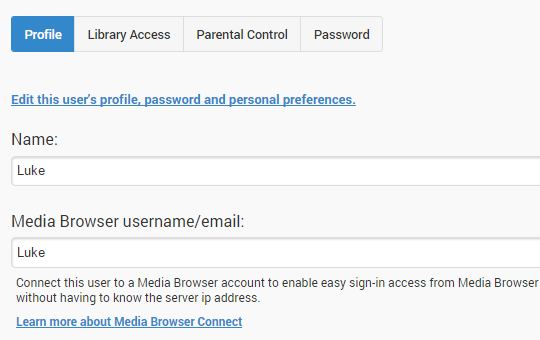 Profile Library Access Parental Control Password
Edit this user's profile, password and personal preferences.
Name:
Luke
Media Browser username/email:
Luke
Connect this user to a Media Browser account to enable easy sign-in access from Media Browser
without having to know the server ip address.
Learn more about Media Browser Connect